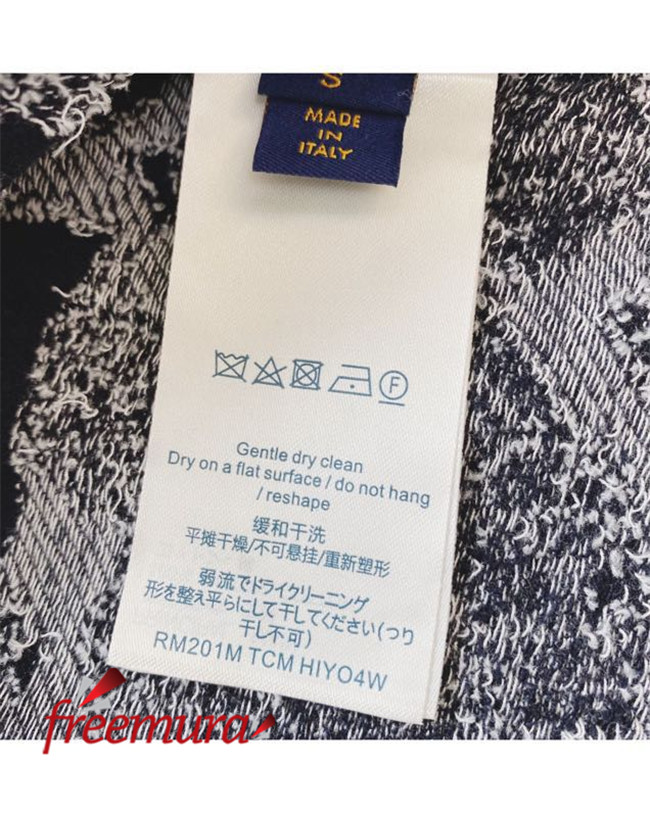 S
MADE
IN
ITALY
F
Gentle dry clean
Dry on a flat surface / do not hang
/ reshape
缓和干洗
平摊干燥/不可悬挂/重新塑形
弱流でドライクリーニング
形を整え平らにして干してください(つり
干し不可)
RM201M TCM HIYO4W
freemura